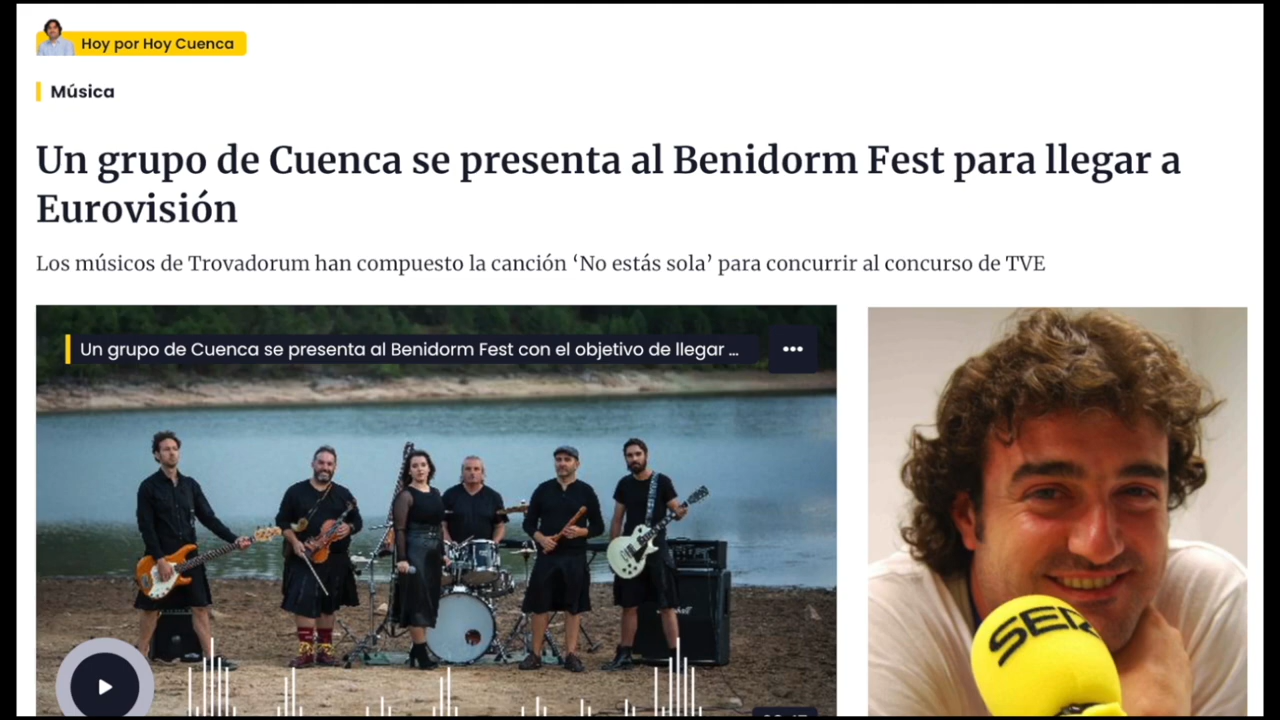 Hoy por Hoy Cuenca
Música
Un grupo de Cuenca se presenta al Benidorm Fest para llegar a
Eurovisión
Los músicos de Trovadorum han compuesto la canción ‘No estás sola’ para concurrir al concurso de TVE
Un grupo de Cuenca se presenta al Benidorm Fest con el objetivo de llegar ...
SER
Marshall